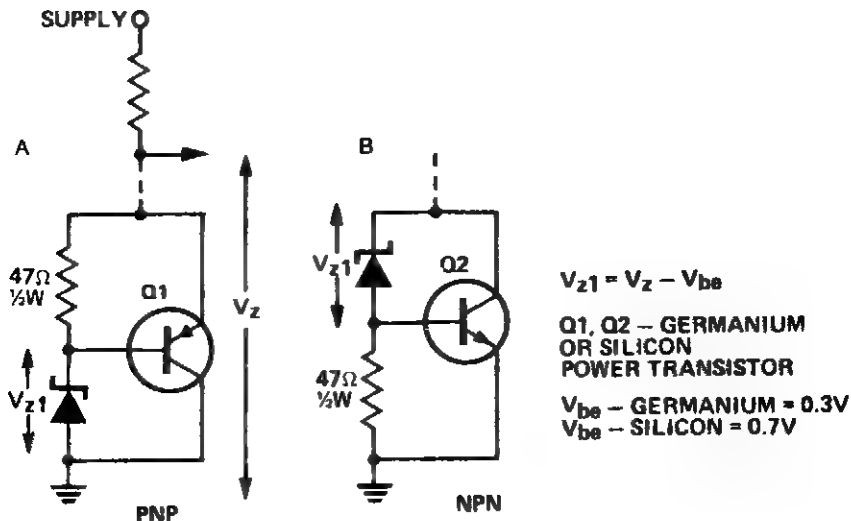 SUPPLY
A
B
47Ω
½W
Q1
Vz
Vz1
PNP
Vz1
Q2
47Ω
½W
NPN
Vz1 = Vz – Vbe
Q1, Q2 – GERMANIUM
OR SILICON
POWER TRANSISTOR
Vbe – GERMANIUM = 0.3V
Vbe – SILICON = 0.7V